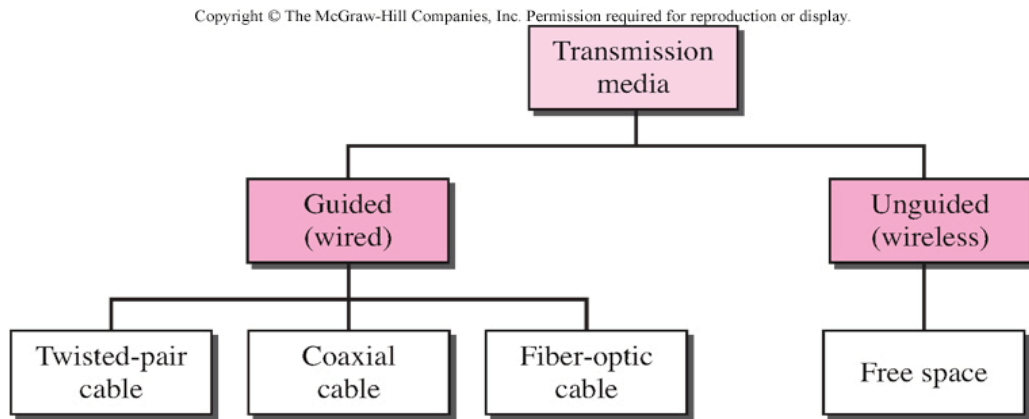 Copyright © The McGraw-Hill Companies, Inc. Permission required for reproduction or display.
Transmission
media
Guided
(wired)
Unguided
(wireless)
Twisted-pair
cable
Coaxial
cable
Fiber-optic
cable
Free space